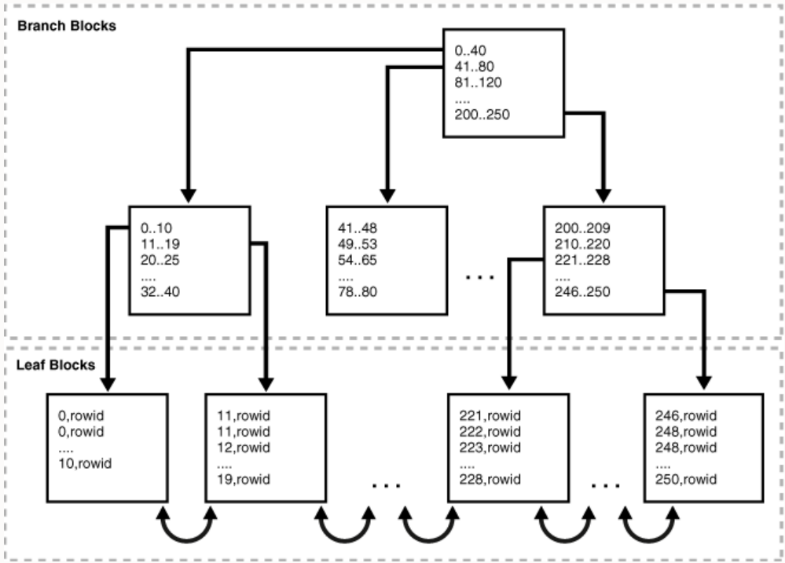 Branch Blocks
0..40
41..80
81..120
....
200..250
0..10
11..19
20..25
....
32..40
41..48
49..53
54..65
....
78..80
...
200..209
210..220
221..228
....
246..250
Leaf Blocks
0,rowid
0,rowid
....
10,rowid
11,rowid
11,rowid
12,rowid
....
19,rowid
...
221,rowid
222,rowid
223,rowid
....
228,rowid
...
246,rowid
248,rowid
248,rowid
....
250,rowid